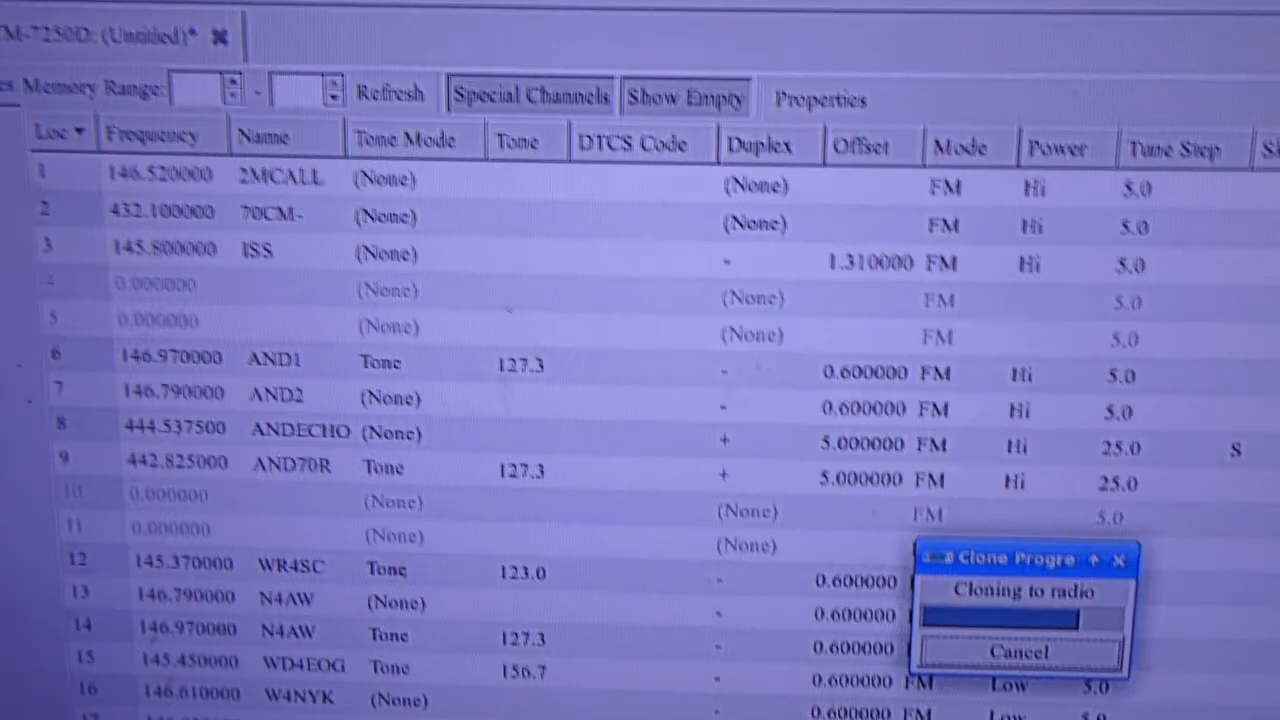 (Untitled)*
Memory Range: - Refresh Special Channels Show Empty Properties
Loc Frequency Name Tone Mode Tone DTCS Code Duplex Offset Mode Power Tune Step
1 146.520000 2MCALL (None) (None) FM Hi 5.0
2 432.100000 70CM- (None) (None) FM Hi 5.0
3 145.800000 ISS (None) - 1.310000 FM Hi 5.0
4 0.000000 (None) (None) FM 5.0
5 0.000000 (None) (None) FM 5.0
6 146.970000 AND1 Tone 127.3 - 0.600000 FM Hi 5.0
7 146.790000 AND2 (None) - 0.600000 FM Hi 5.0
8 444.537500 ANDECHO (None) + 5.000000 FM Hi 25.0 S
9 442.825000 AND70R Tone 127.3 + 5.000000 FM Hi 25.0
10 0.000000 (None) (None) FM 5.0
11 0.000000 (None) (None)
12 145.370000 WR4SC Tone 123.0 - 0.600000
13 146.790000 N4AW (None) - 0.600000
14 146.970000 N4AW Tone 127.3 - 0.600000
15 145.450000 WD4EOG Tone 156.7 - 0.600000 FM Low 5.0
16 146.610000 W4NYK (None) - 0.600000 FM Low 5.0
Clone Progre
Cloning to radio
Cancel